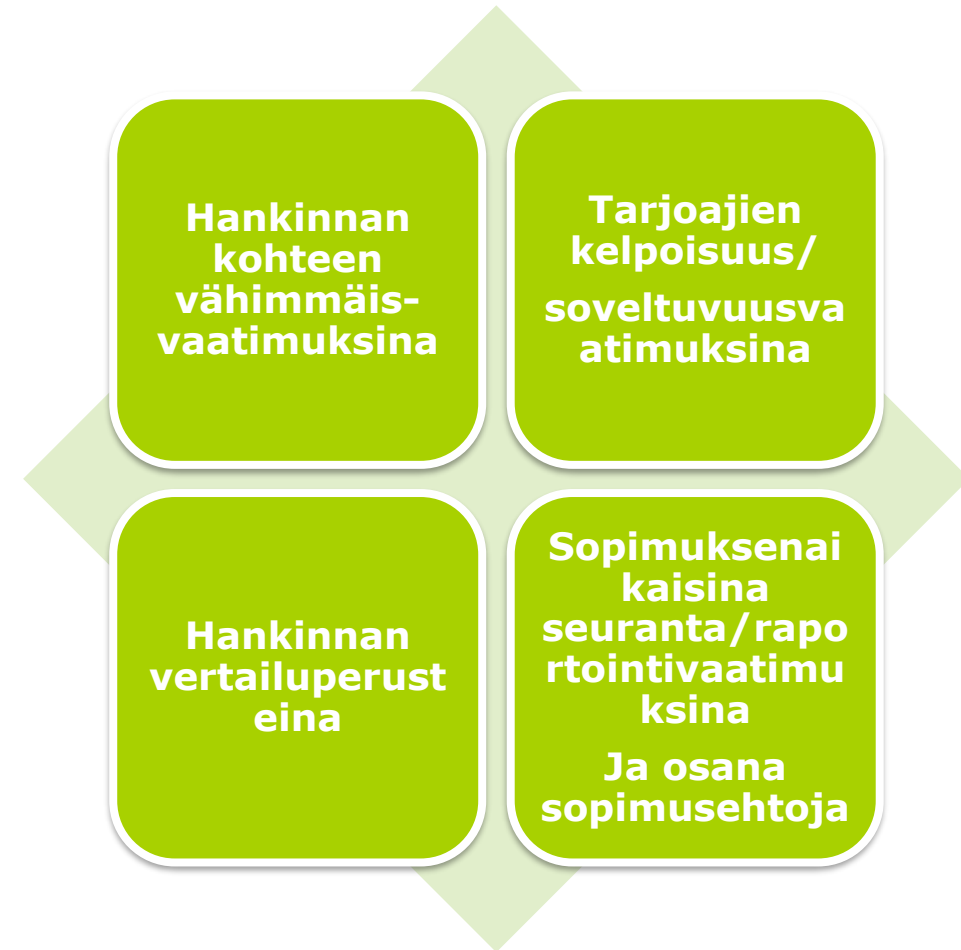 Hankinnan
kohteen
vähimmäis-
vaatimuksina
Tarjoajien
kelpoisuus/
soveltuvuusva
atimuksina
Hankinnan
vertailuperust
eina
Sopimuksenai
kaisina
seuranta/rapo
rtointivaatimu
ksina
Ja osana
sopimusehtoja